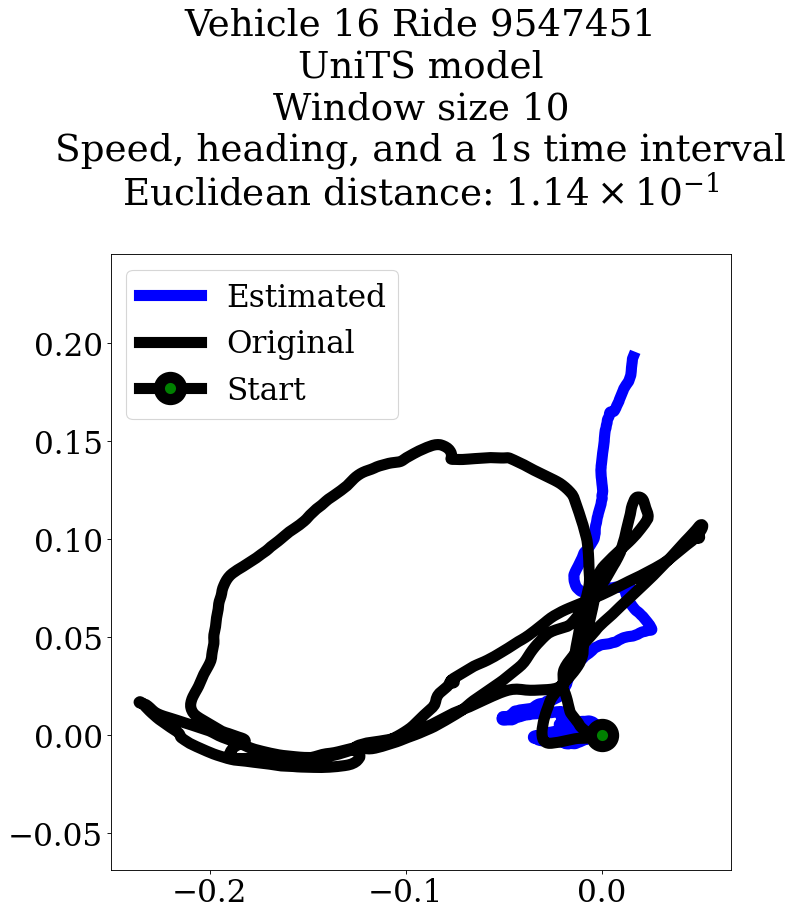 Vehicle 16 Ride 9547451
UniTS model
Window size 10
Speed, heading, and a 1s time interval
Euclidean distance: 1.14 × 10⁻¹
Estimated
Original
Start
0.20
0.15
0.10
0.05
0.00
−0.05
−0.2 −0.1 0.0